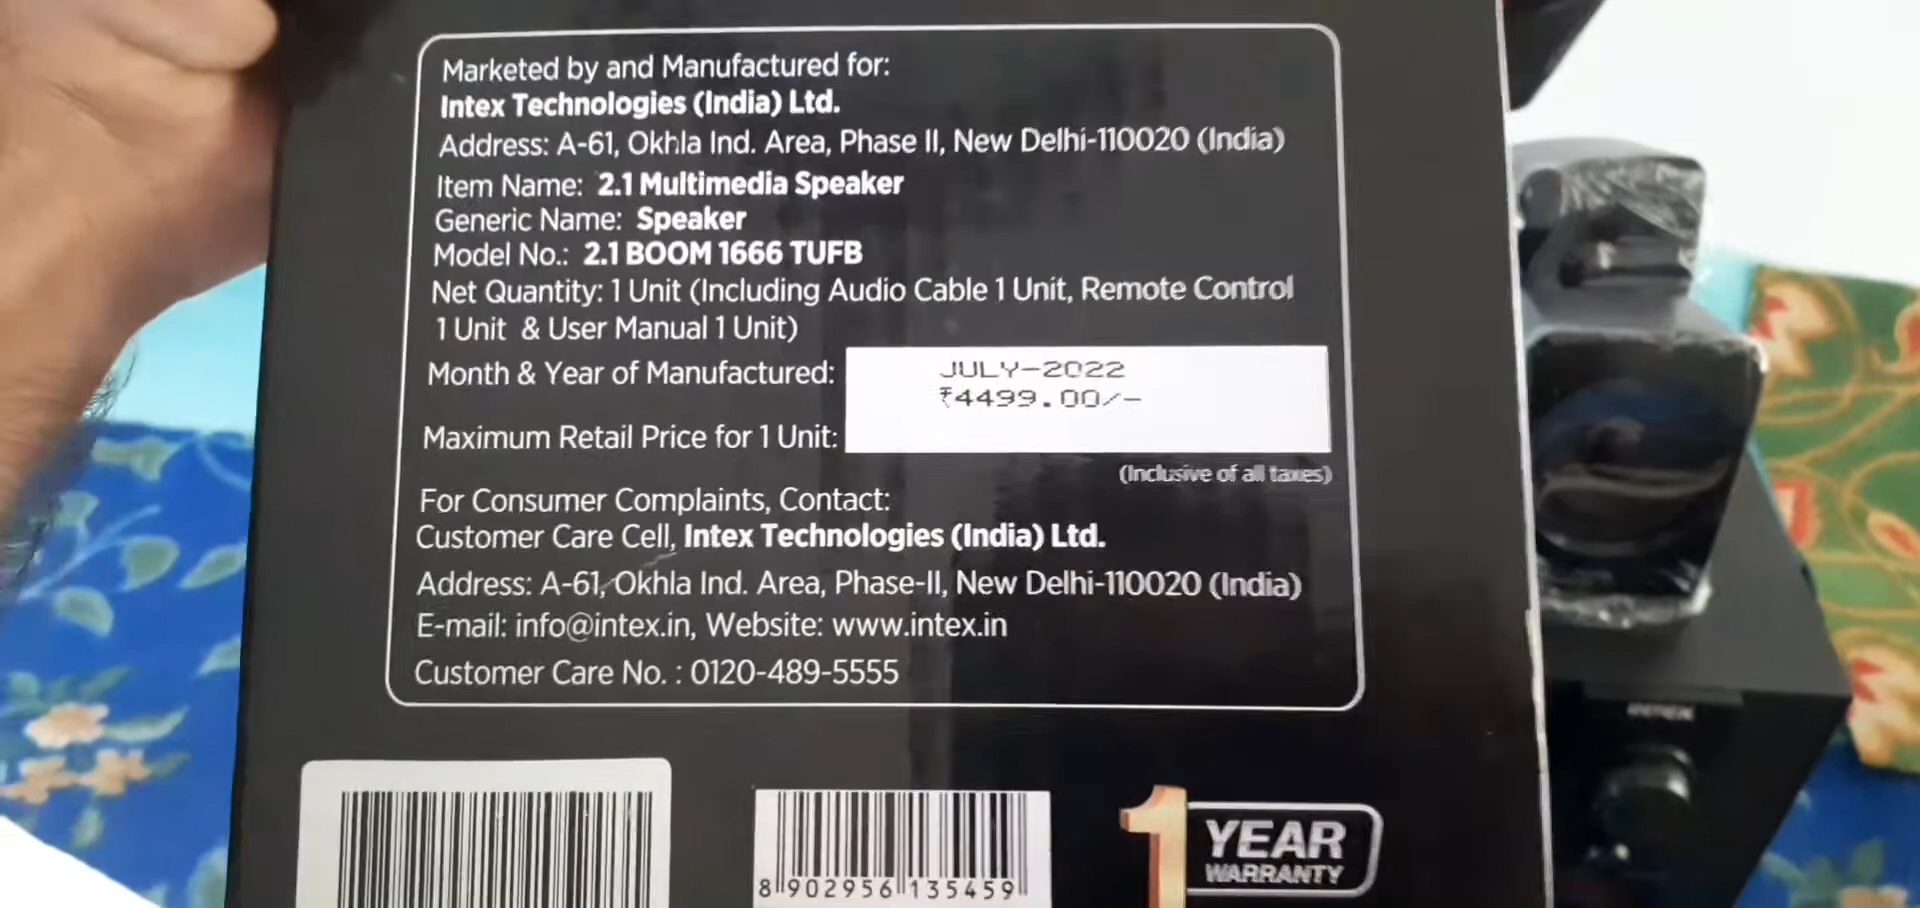 Marketed by and Manufactured for:
Intex Technologies (India) Ltd.
Address: A-61, Okhla Ind. Area, Phase II, New Delhi-110020 (India)
Item Name: 2.1 Multimedia Speaker
Generic Name: Speaker
Model No.: 2.1 BOOM 1666 TUFB
Net Quantity: 1 Unit (Including Audio Cable 1 Unit, Remote Control
1 Unit & User Manual 1 Unit)
Month & Year of Manufactured: JULY-2022
₹4499.00/-
Maximum Retail Price for 1 Unit:
(Inclusive of all taxes)
For Consumer Complaints, Contact:
Customer Care Cell, Intex Technologies (India) Ltd.
Address: A-61, Okhla Ind. Area, Phase-II, New Delhi-110020 (India)
E-mail: info@intex.in, Website: www.intex.in
Customer Care No. : 0120-489-5555
8 902956 135459
1 YEAR
WARRANTY
INTEX